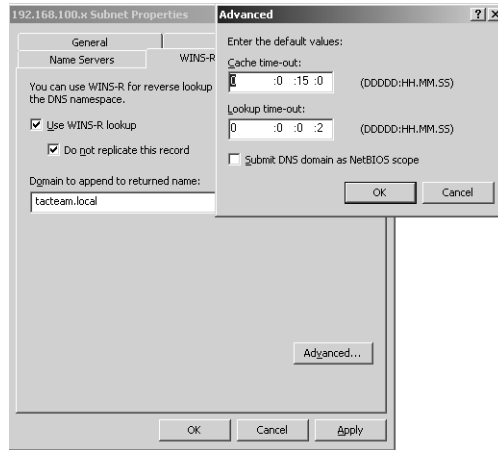 192.168.100.x Subnet Properties
General
Name Servers
WINS-R
You can use WINS-R for reverse lookup
the DNS namespace.
Use WINS-R lookup
Do not replicate this record
Domain to append to returned name:
tacteam.local
Advanced...
OK Cancel Apply
Advanced
Enter the default values:
Cache time-out:
0 :0 :15 :0 (DDDDD:HH.MM.SS)
Lookup time-out:
0 :0 :0 :2 (DDDDD:HH.MM.SS)
Submit DNS domain as NetBIOS scope
OK Cancel